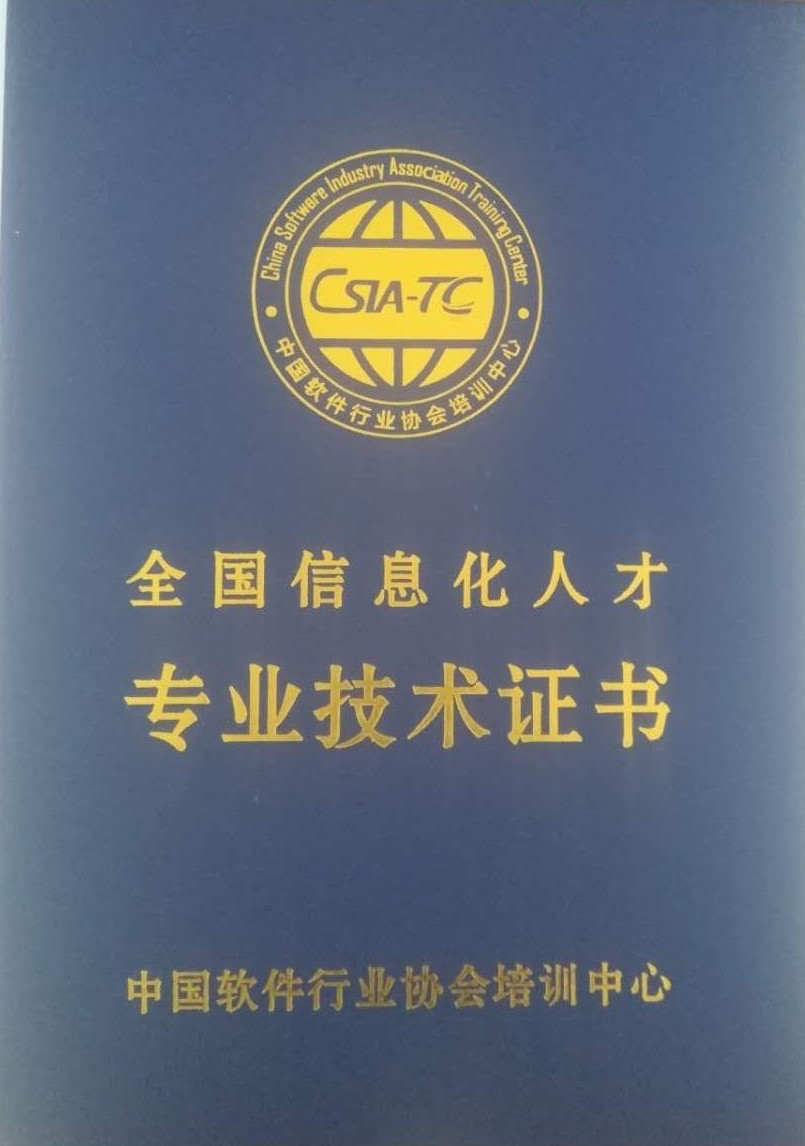 China Software Industry Association Training Center
CSIA-TC
中国软件行业协会培训中心
全国信息化人才
专业技术证书
中国软件行业协会培训中心